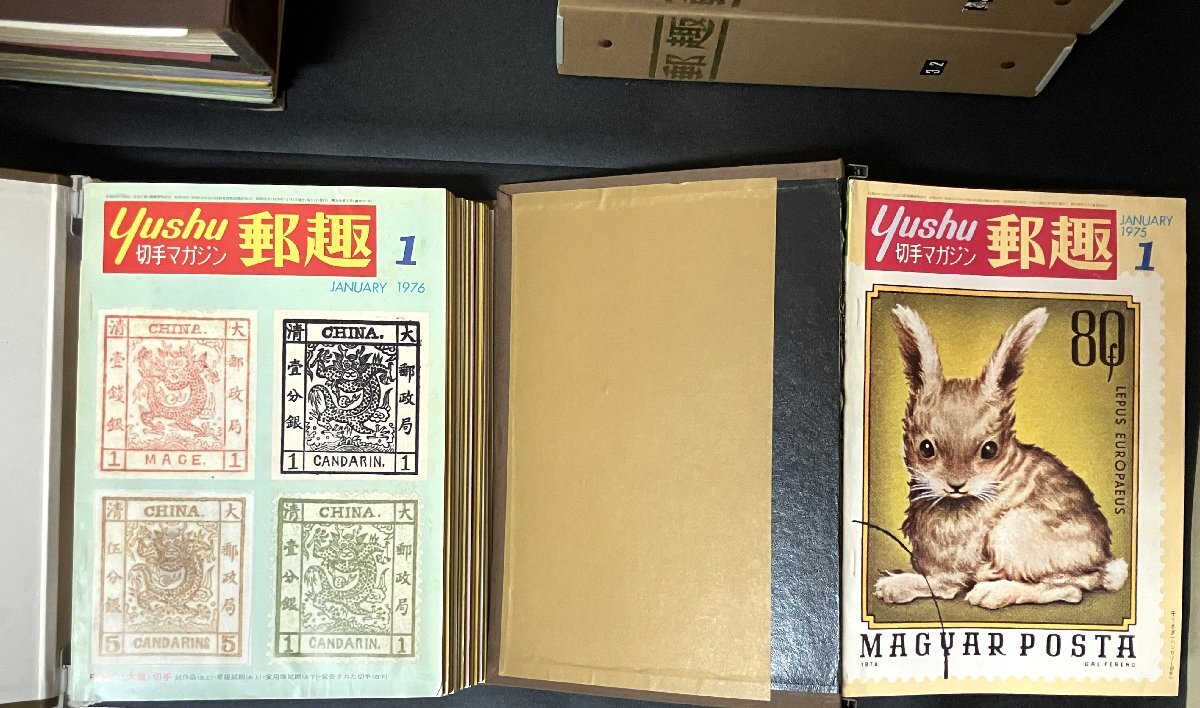 郵趣
32
Yushu
切手マガジン
郵趣
1
JANUARY 1976
清 CHINA. 大
壹錢銀
郵政局
1 MACE. 1
清 CHINA. 大
壹分銀
郵政局
1 CANDARIN. 1
清 CHINA. 大
伍分銀
郵政局
5 CANDARINS 5
清 CHINA. 大
壹分銀
郵政局
1 CANDARIN. 1
Yushu
切手マガジン
郵趣
JANUARY
1975
1
80f
LEPUS EUROPAEUS
MAGYAR POSTA
1974
GÁL FERENC